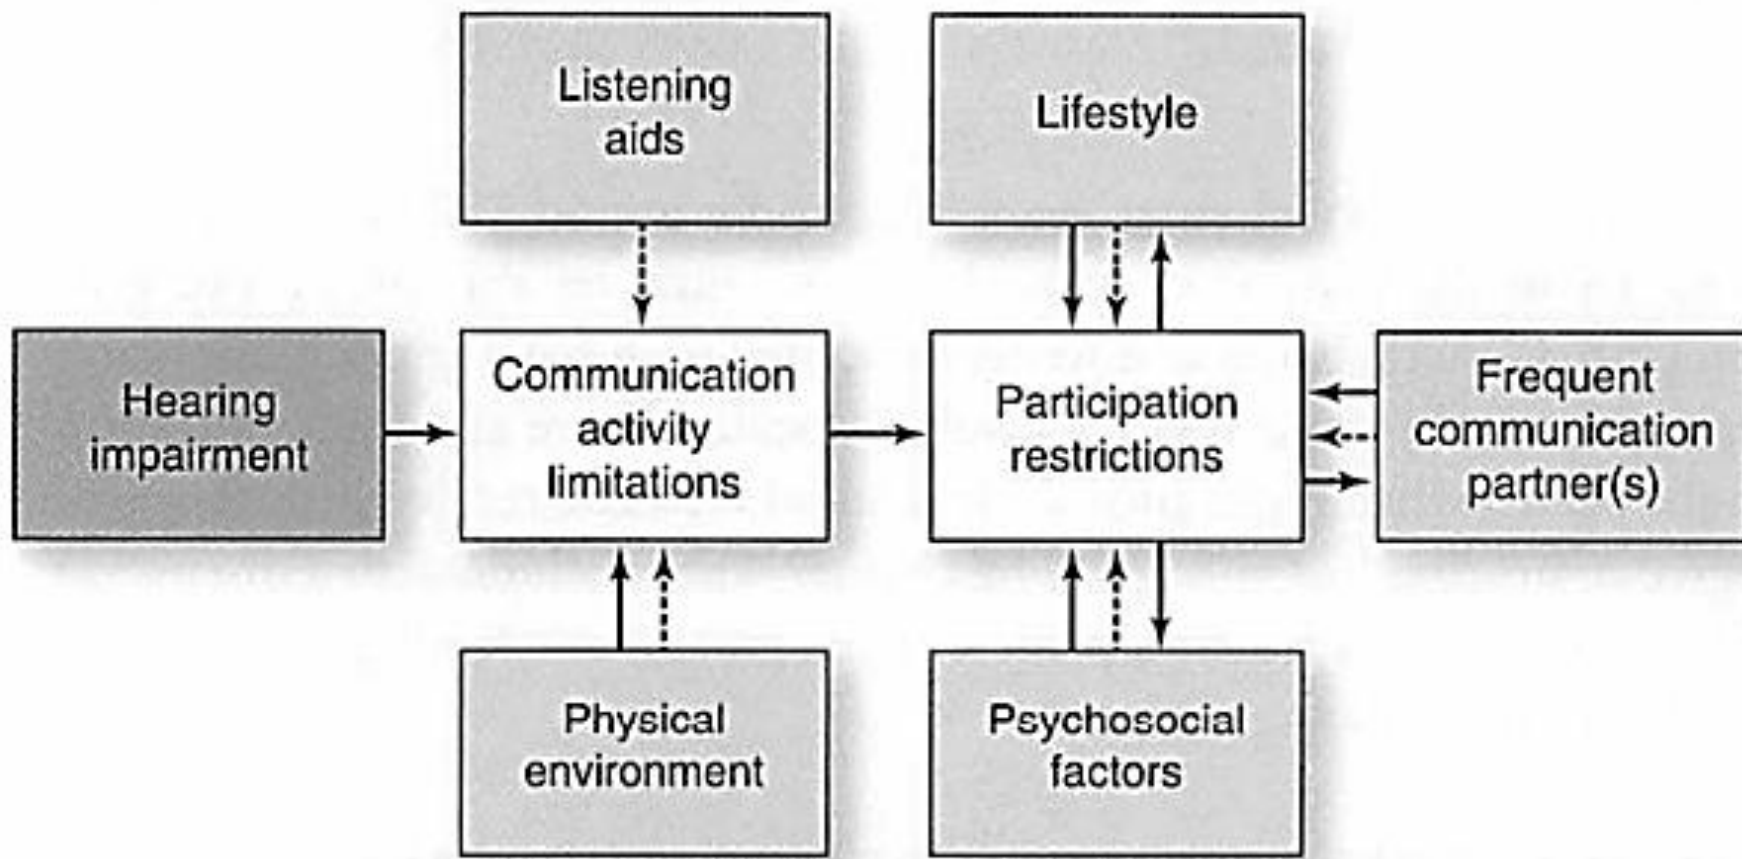 Listening
aids
Lifestyle
Hearing
impairment
Communication
activity
limitations
Participation
restrictions
Frequent
communication
partner(s)
Physical
environment
Psychosocial
factors